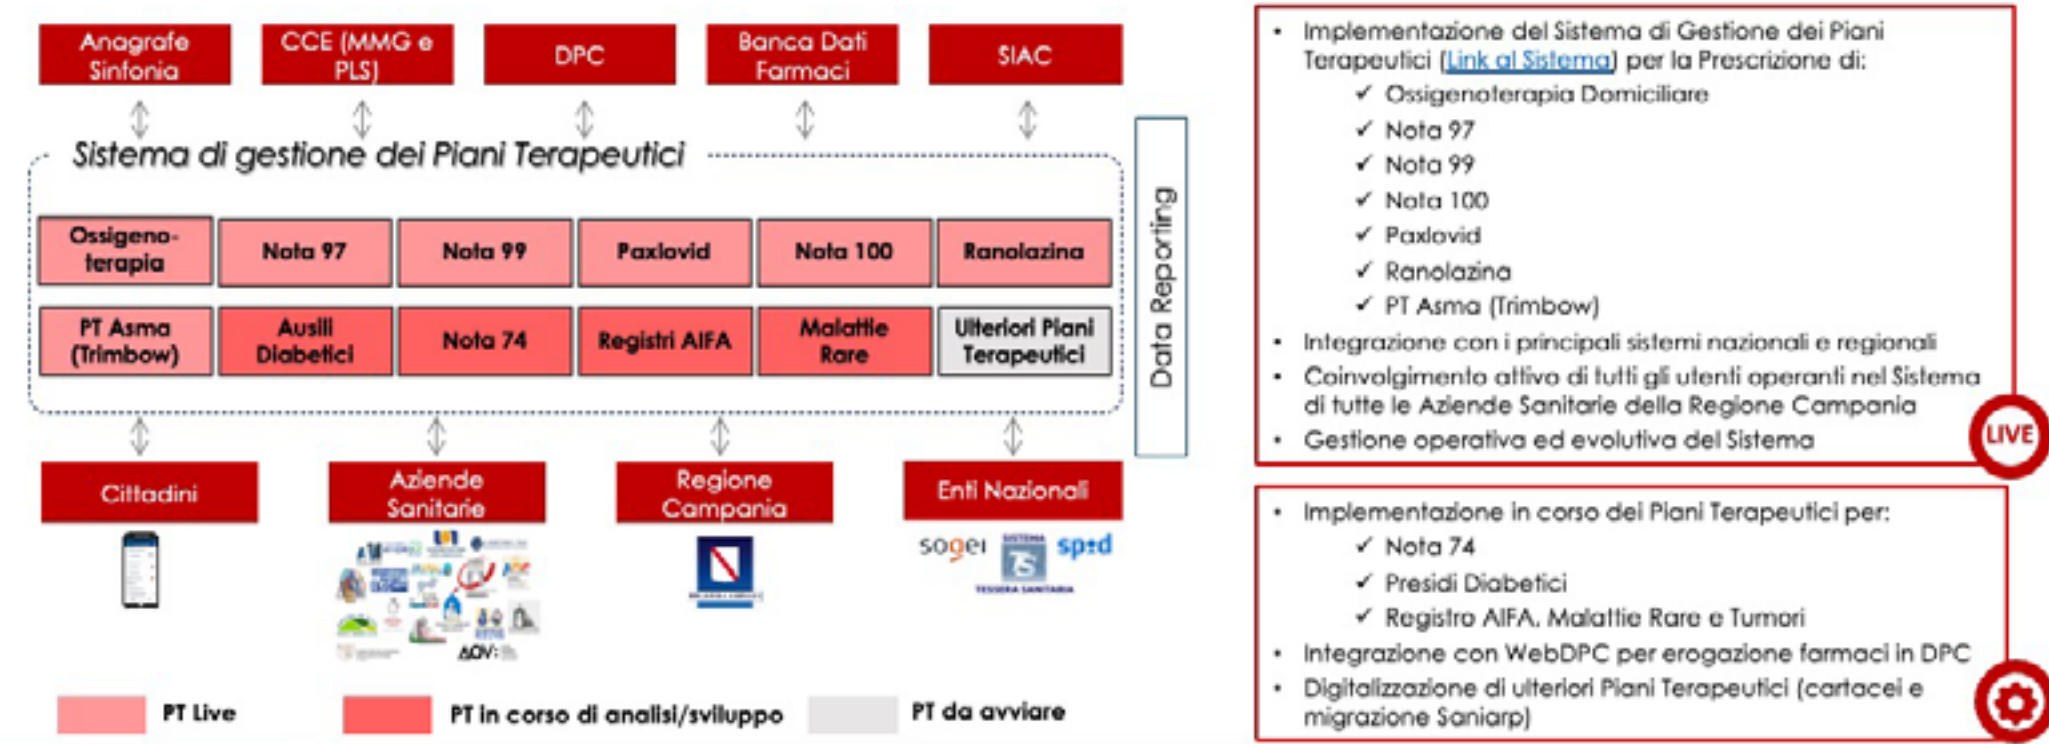 Anagrafe
Sinfonia
CCE (MMG e
PLS)
DPC
Banca Dati
Farmaci
SIAC
Sistema di gestione dei Piani Terapeutici
Ossigeno-
terapia
Nota 97
Nota 99
Paxlovid
Nota 100
Ranolazina
PT Asma
(Trimbow)
Ausili
Diabetici
Nota 74
Registri AIFA
Malattie
Rare
Ulteriori Piani
Terapeutici
Data Reporting
Cittadini
Aziende
Sanitarie
Regione
Campania
Enti Nazionali
sogei
SISTEMA
TS
TESSERA SANITARIA
spid
PT Live
PT in corso di analisi/sviluppo
PT da avviare
• Implementazione del Sistema di Gestione dei Piani
Terapeutici (Link al Sistema) per la Prescrizione di:
✓ Ossigenoterapia Domiciliare
✓ Nota 97
✓ Nota 99
✓ Nota 100
✓ Paxlovid
✓ Ranolazina
✓ PT Asma (Trimbow)
• Integrazione con i principali sistemi nazionali e regionali
• Coinvolgimento attivo di tutti gli utenti operanti nel Sistema
di tutte le Aziende Sanitarie della Regione Campania
• Gestione operativa ed evolutiva del Sistema
LIVE
• Implementazione in corso dei Piani Terapeutici per:
✓ Nota 74
✓ Presidi Diabetici
✓ Registro AIFA, Malattie Rare e Tumori
• Integrazione con WebDPC per erogazione farmaci in DPC
• Digitalizzazione di ulteriori Piani Terapeutici (cartacei e
migrazione Saniarp)